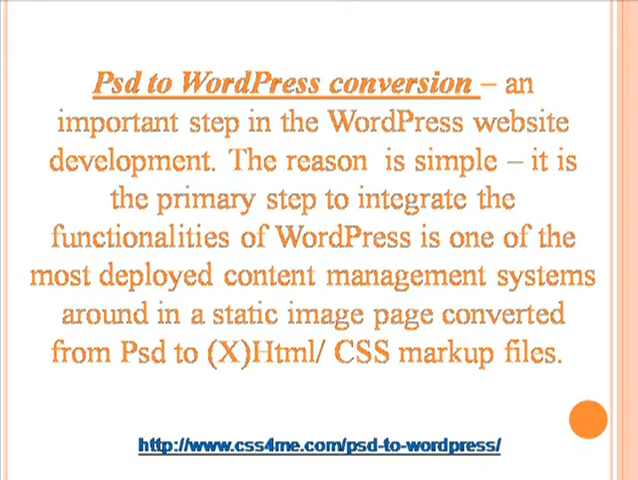 Psd to WordPress conversion – an
important step in the WordPress website
development. The reason is simple – it is
the primary step to integrate the
functionalities of WordPress is one of the
most deployed content management systems
around in a static image page converted
from Psd to (X)Html/ CSS markup files.
http://www.css4me.com/psd-to-wordpress/